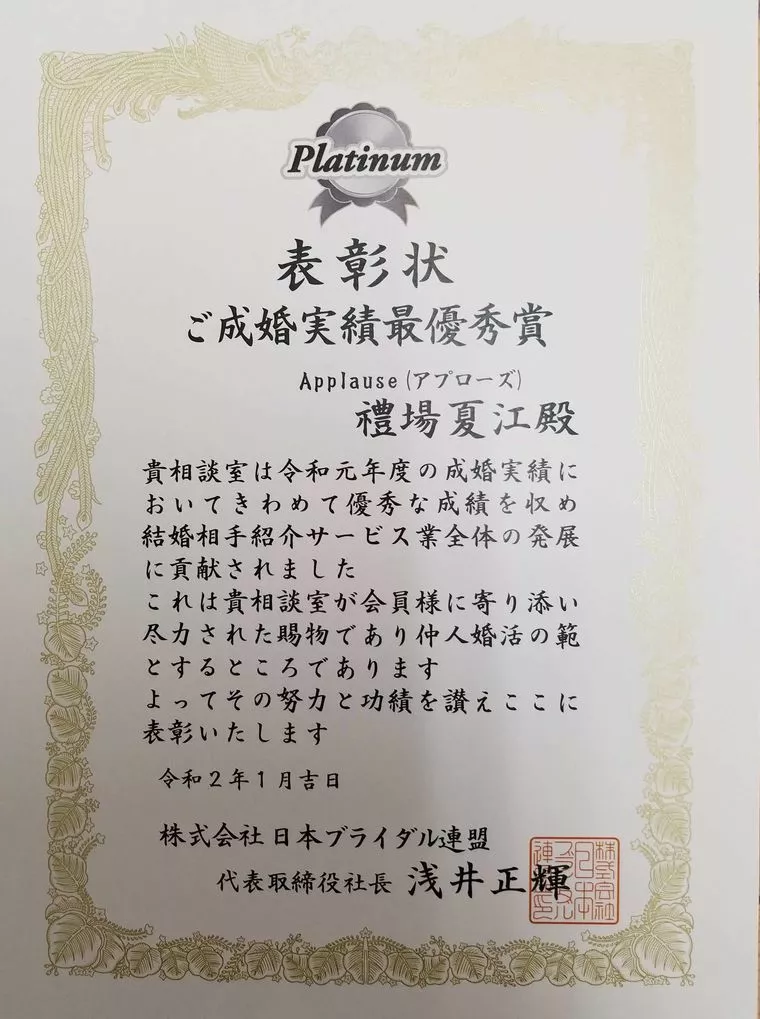 Platinum
表彰状
ご成婚実績最優秀賞
Applause (アプローズ)
禮場夏江殿
貴相談室は令和元年度の成婚実績に
おいてきわめて優秀な成績を収め
結婚相手紹介サービス業全体の発展
に貢献されました
これは貴相談室が会員様に寄り添い
尽力された賜物であり仲人婚活の範
とするところであります
よってその努力と功績を讃えここに
表彰いたします
令和2年1月吉日
株式会社日本ブライダル連盟
代表取締役社長 浅井正輝